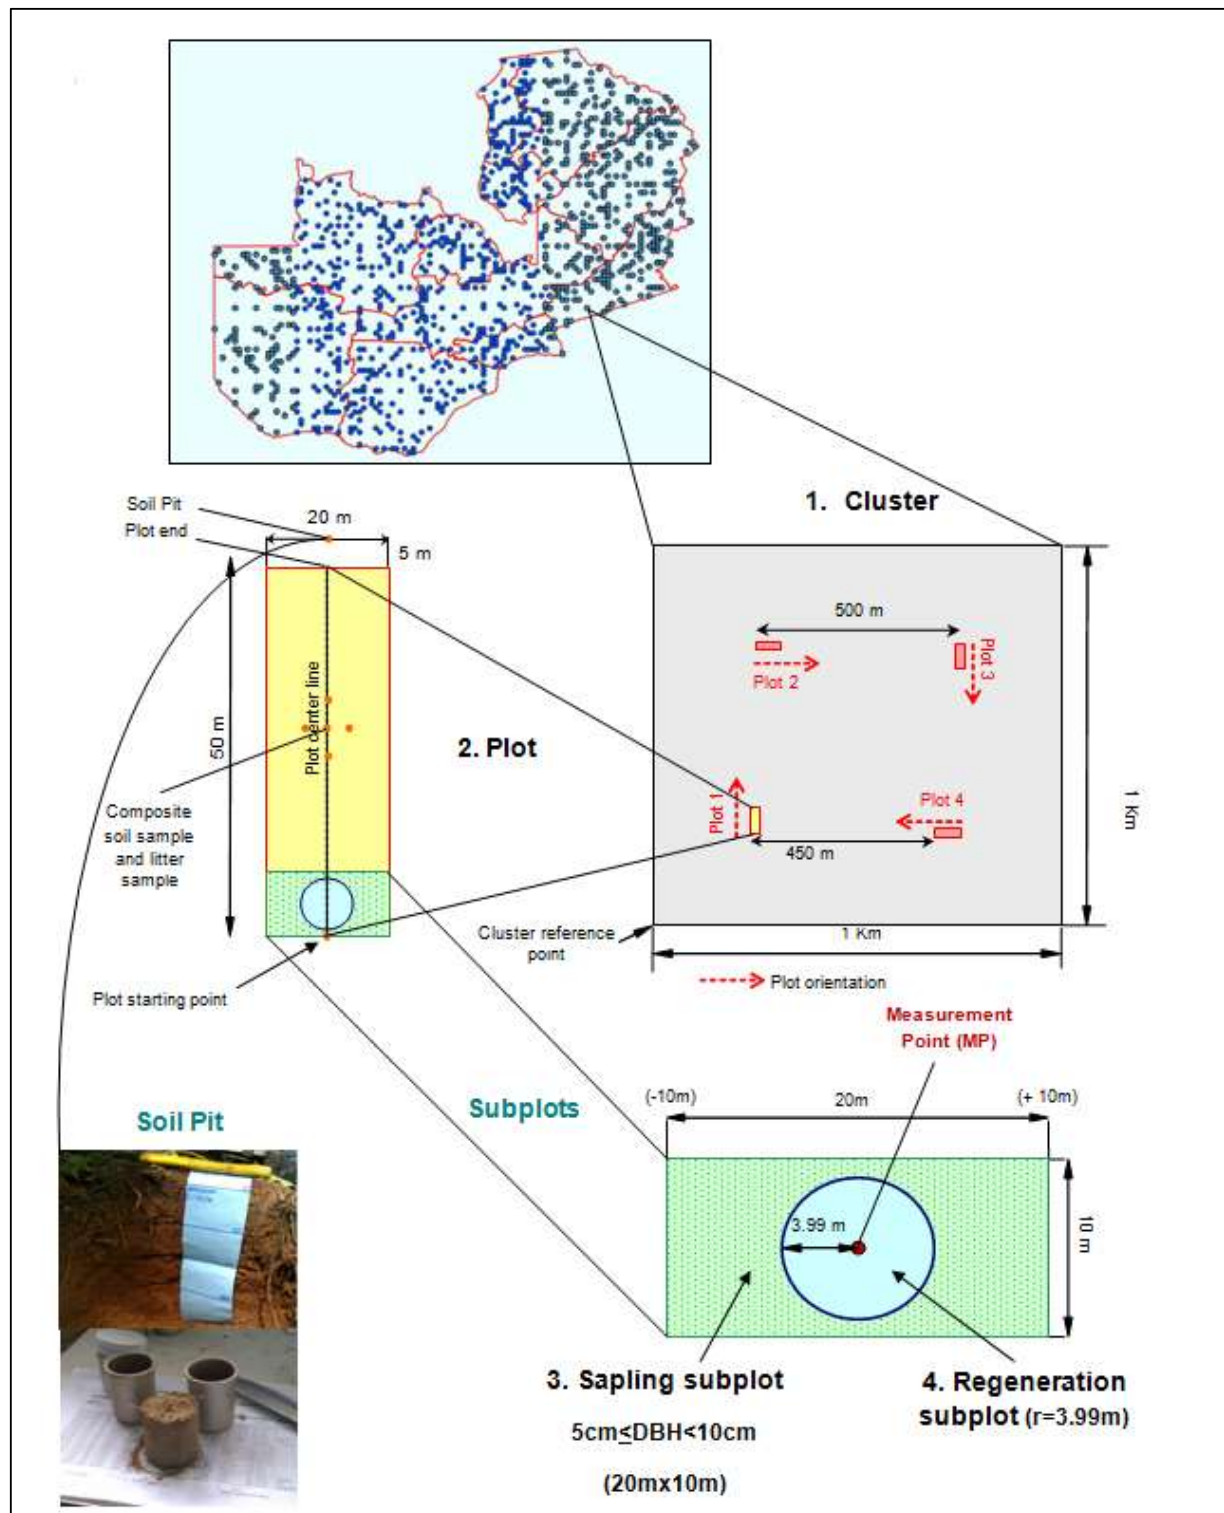 Soil Pit
Plot end
20 m
5 m
50 m
Plot center line
2. Plot
Composite
soil sample
and litter
sample
Plot starting point
1. Cluster
500 m
Plot 2
Plot 3
Plot 1
Plot 4
450 m
1 Km
Cluster reference
point
1 Km
Plot orientation
Measurement
Point (MP)
Soil Pit
Subplots
(-10m)
20m
(+ 10m)
3.99 m
10 m
3. Sapling subplot
5cm≤DBH<10cm
(20mx10m)
4. Regeneration
subplot (r=3.99m)